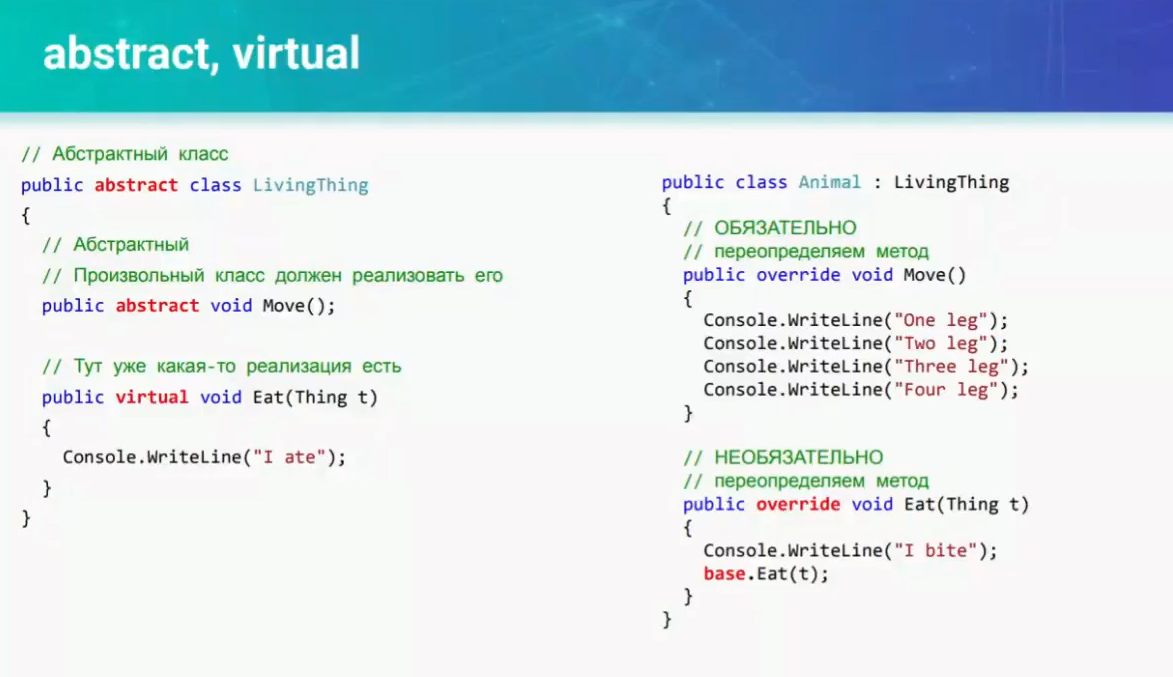 abstract, virtual
// Абстрактный класс
public abstract class LivingThing
{
// Абстрактный
// Произвольный класс должен реализовать его
public abstract void Move();
// Тут уже какая-то реализация есть
public virtual void Eat(Thing t)
{
Console.WriteLine("I ate");
}
}
public class Animal : LivingThing
{
// ОБЯЗАТЕЛЬНО
// переопределяем метод
public override void Move()
{
Console.WriteLine("One leg");
Console.WriteLine("Two leg");
Console.WriteLine("Three leg");
Console.WriteLine("Four leg");
}
// НЕОБЯЗАТЕЛЬНО
// переопределяем метод
public override void Eat(Thing t)
{
Console.WriteLine("I bite");
base.Eat(t);
}
}